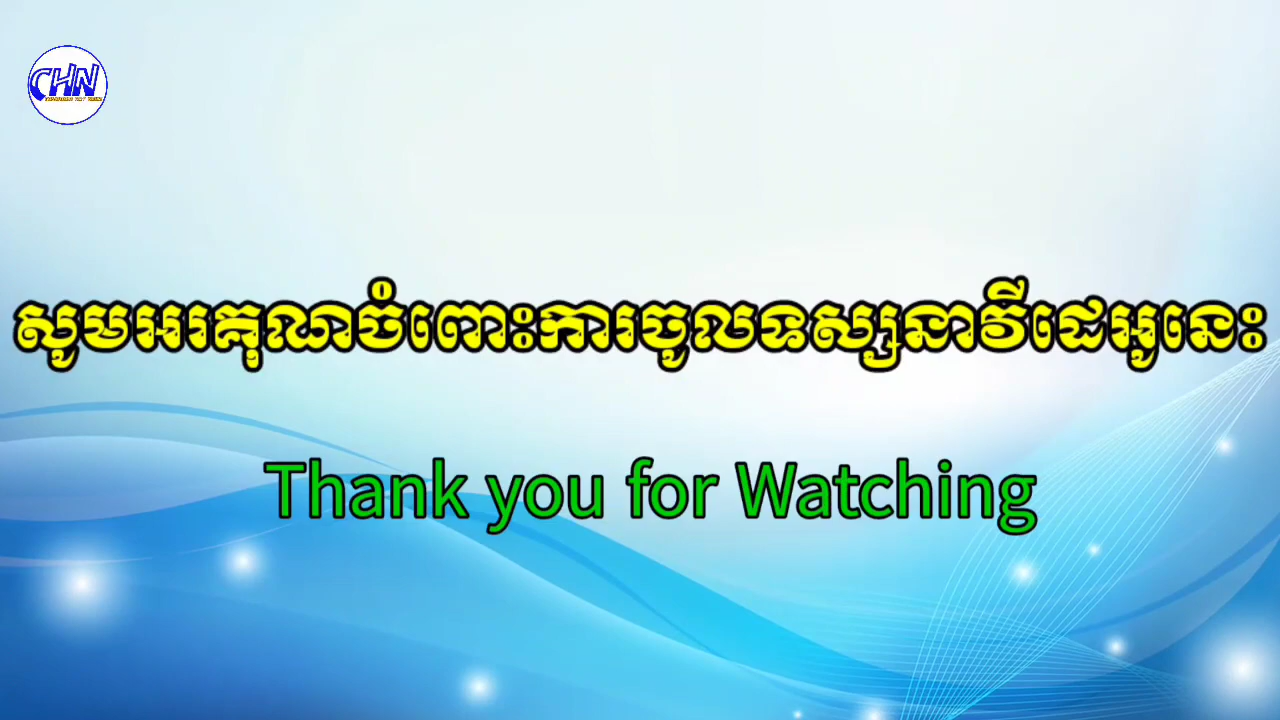 CHN
សូមអរគុណចំពោះការចូលទស្សនាវីដេអូនេះ
Thank you for Watching